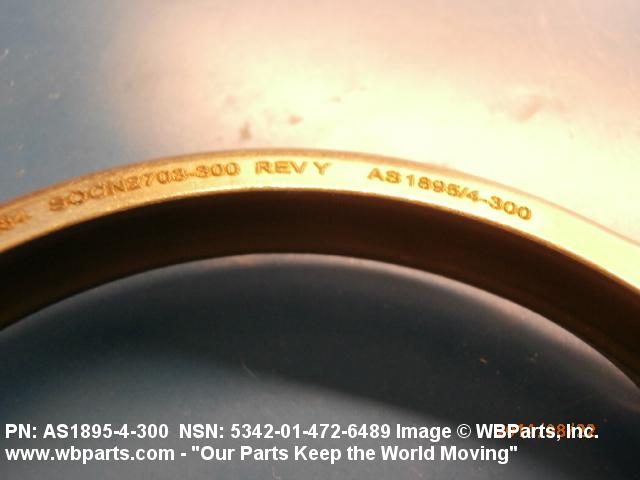 34 SOCN2703-300 REV Y AS1895/4-300
PN: AS1895-4-300 NSN: 5342-01-472-6489 Image © WBParts, Inc.
www.wbparts.com - "Our Parts Keep the World Moving"